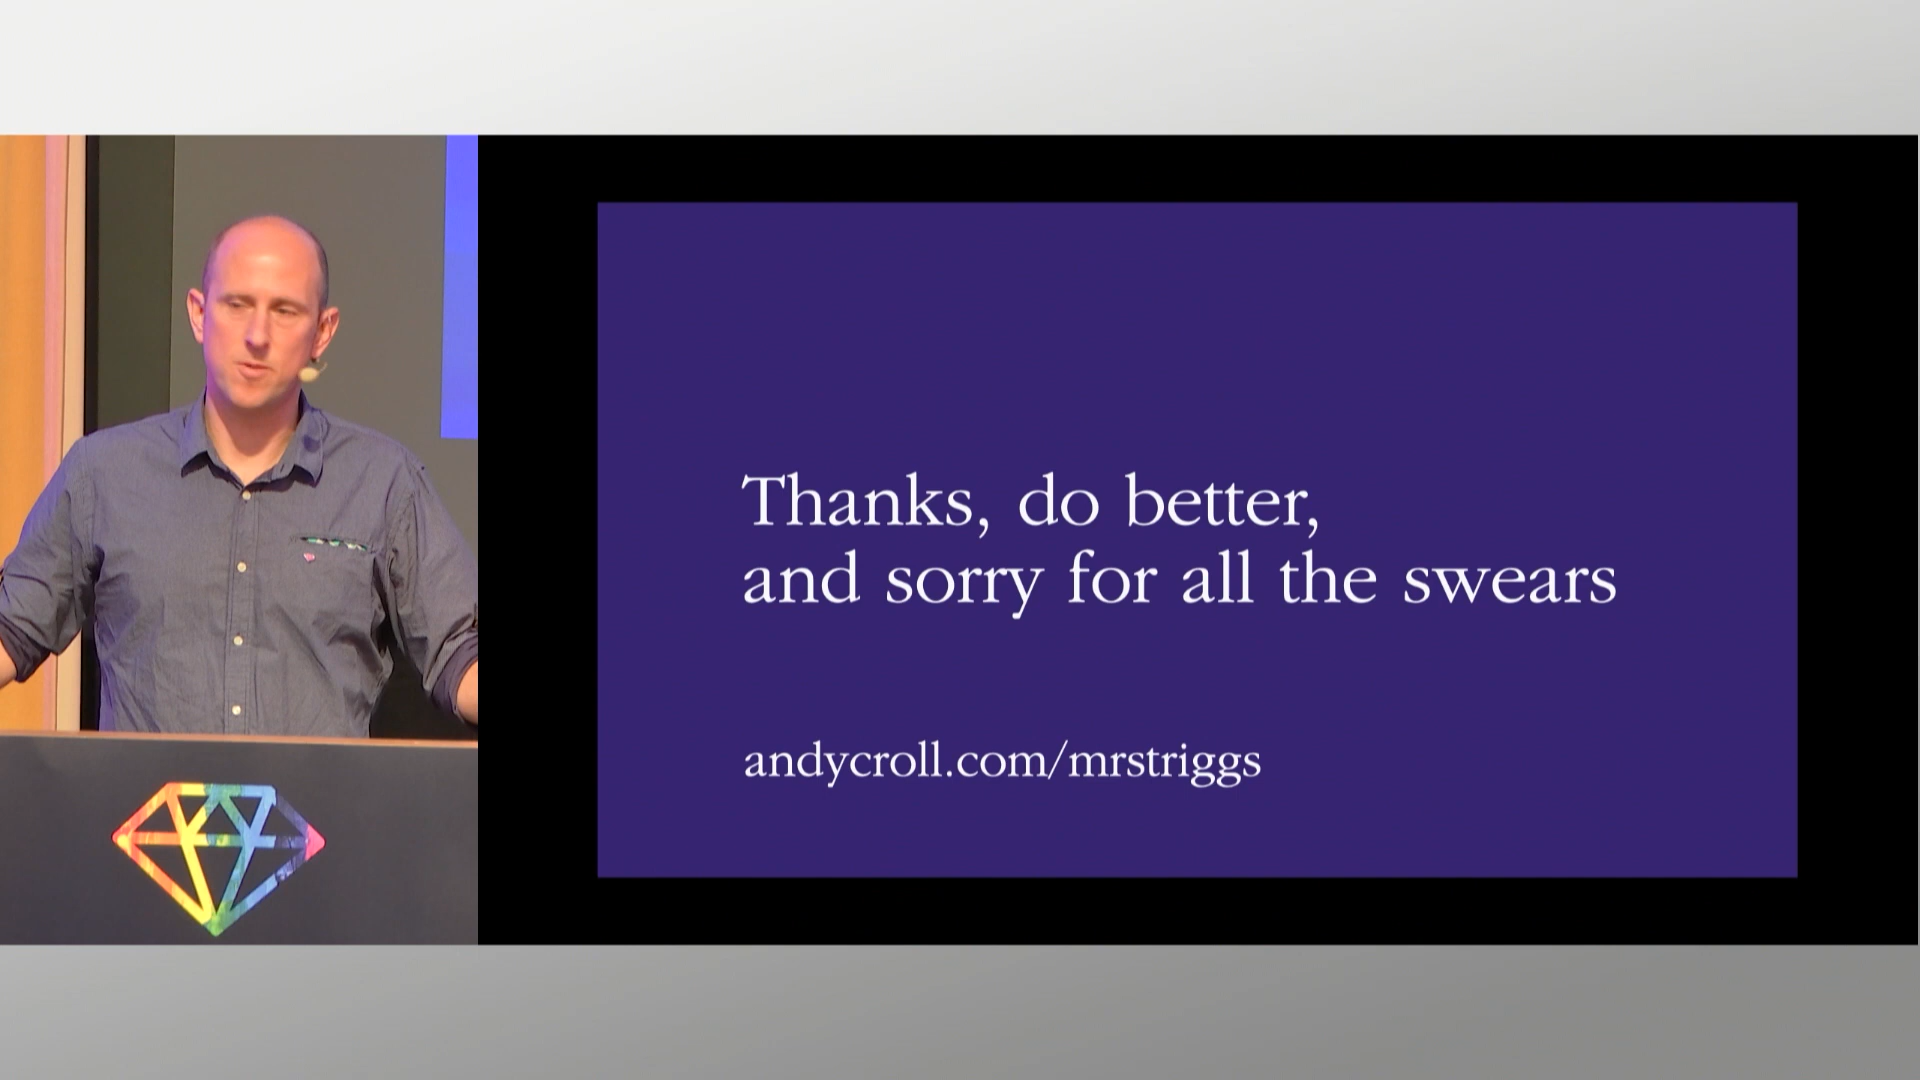 Thanks, do better,
and sorry for all the swears
andycroll.com/mrstriggs